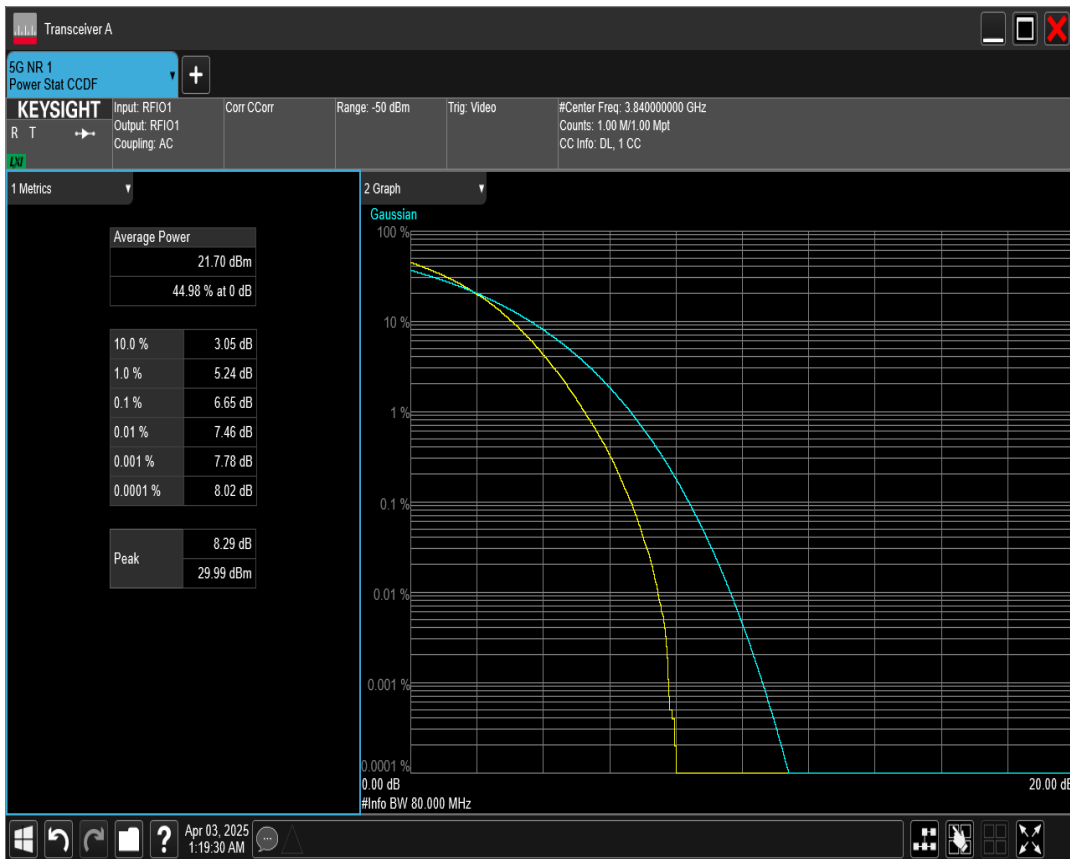 Transceiver A
5G NR 1
Power Stat CCDF
+
KEYSIGHT
R T
LXI
Input: RFIO1
Output: RFIO1
Coupling: AC
Corr CCorr
Range: -50 dBm
Trig: Video
#Center Freq: 3.840000000 GHz
Counts: 1.00 M/1.00 Mpt
CC Info: DL, 1 CC
1 Metrics
Average Power
21.70 dBm
44.98 % at 0 dB
10.0 % 3.05 dB
1.0 % 5.24 dB
0.1 % 6.65 dB
0.01 % 7.46 dB
0.001 % 7.78 dB
0.0001 % 8.02 dB
Peak
8.29 dB
29.99 dBm
2 Graph
Gaussian
100 %
10 %
1 %
0.1 %
0.01 %
0.001 %
0.0001 %
0.00 dB 20.00 dB
#Info BW 80.000 MHz
?
Apr 03, 2025
1:19:30 AM